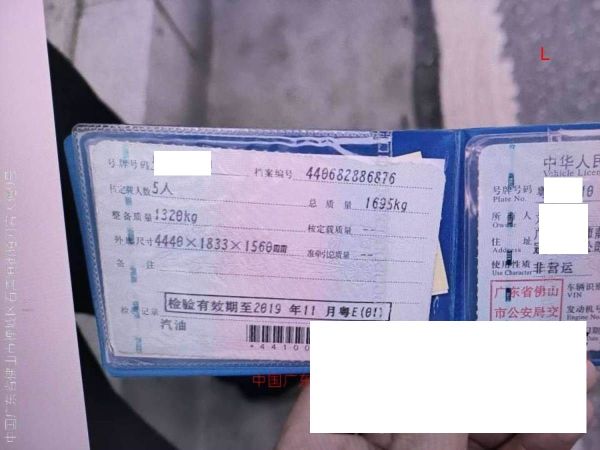 号牌号码
档案编号 440682886876
核定载人数 5人
总质量 1695kg
整备质量 1320kg
核定载质量 --
外廓尺寸 4440×1833×1560
准牵引总质量 --
备注
检验记录 检验有效期至2019年11月粤E(01)
汽油
中华人民
Vehicle Licen
号牌号码
Plate No.
所有人
Owner
住址
Address
使用性质 非营运
Use Character
广东省佛山
市公安局交
车辆识别
VIN
发动机号
Engine No.
中国广东
L